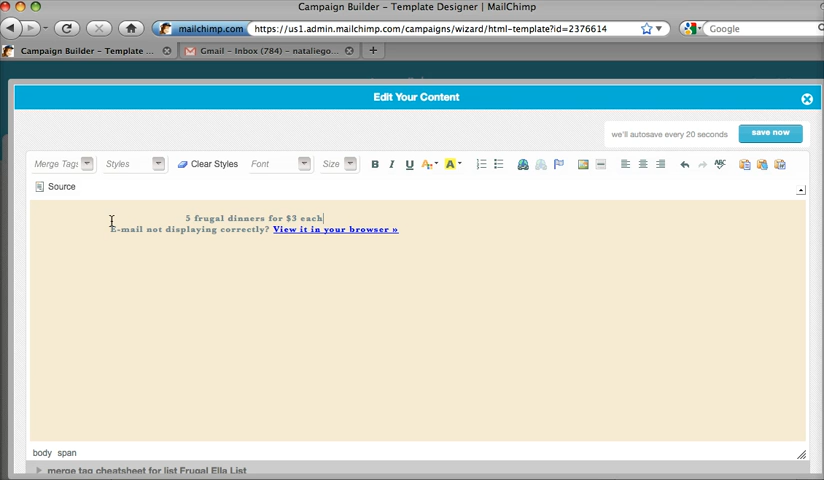 Campaign Builder - Template Designer | MailChimp
mailchimp.com https://us1.admin.mailchimp.com/campaigns/wizard/html-template?id=2376614 Google
Campaign Builder - Template ... Gmail - Inbox (784) - nataliego...
Edit Your Content
we'll autosave every 20 seconds save now
Merge Tags Styles Clear Styles Font Size B I U A
Source
5 frugal dinners for $3 each
E-mail not displaying correctly? View it in your browser »
body span
merge tag cheatsheet for list Frugal Ella List